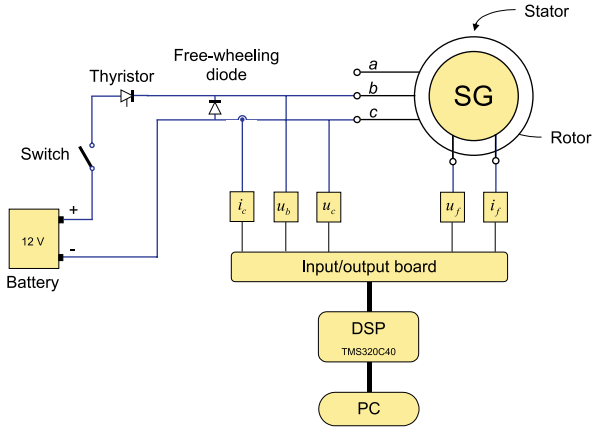 Stator
Free-wheeling
diode
Thyristor
a
b
c
SG
Rotor
Switch
+
12 V
-
Battery
i_c
u_b
u_c
u_f
i_f
Input/output board
DSP
TMS320C40
PC